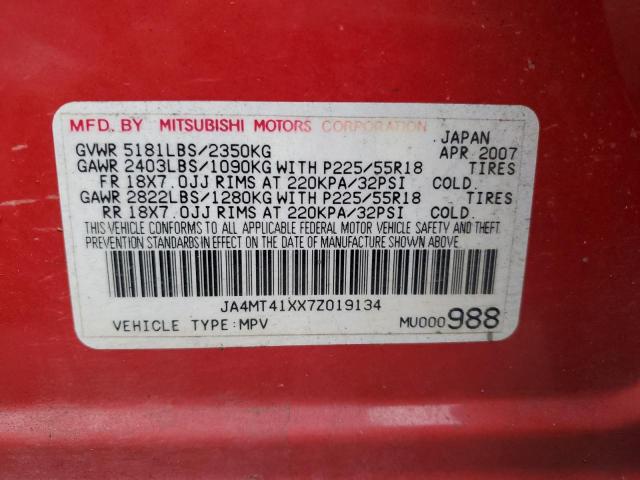 MFD. BY MITSUBISHI MOTORS CORPORATION
GVWR 5181LBS/2350KG JAPAN APR 2007
GAWR 2403LBS/1090KG WITH P225/55R18 TIRES
FR 18X7.0JJ RIMS AT 220KPA/32PSI COLD.
GAWR 2822LBS/1280KG WITH P225/55R18 TIRES
RR 18X7.0JJ RIMS AT 220KPA/32PSI COLD.
THIS VEHICLE CONFORMS TO ALL APPLICABLE FEDERAL MOTOR VEHICLE SAFETY AND THEFT
PREVENTION STANDARDS IN EFFECT ON THE DATE OF MANUFACTURE SHOWN ABOVE.
JA4MT41XX7Z019134
VEHICLE TYPE:MPV MU000988